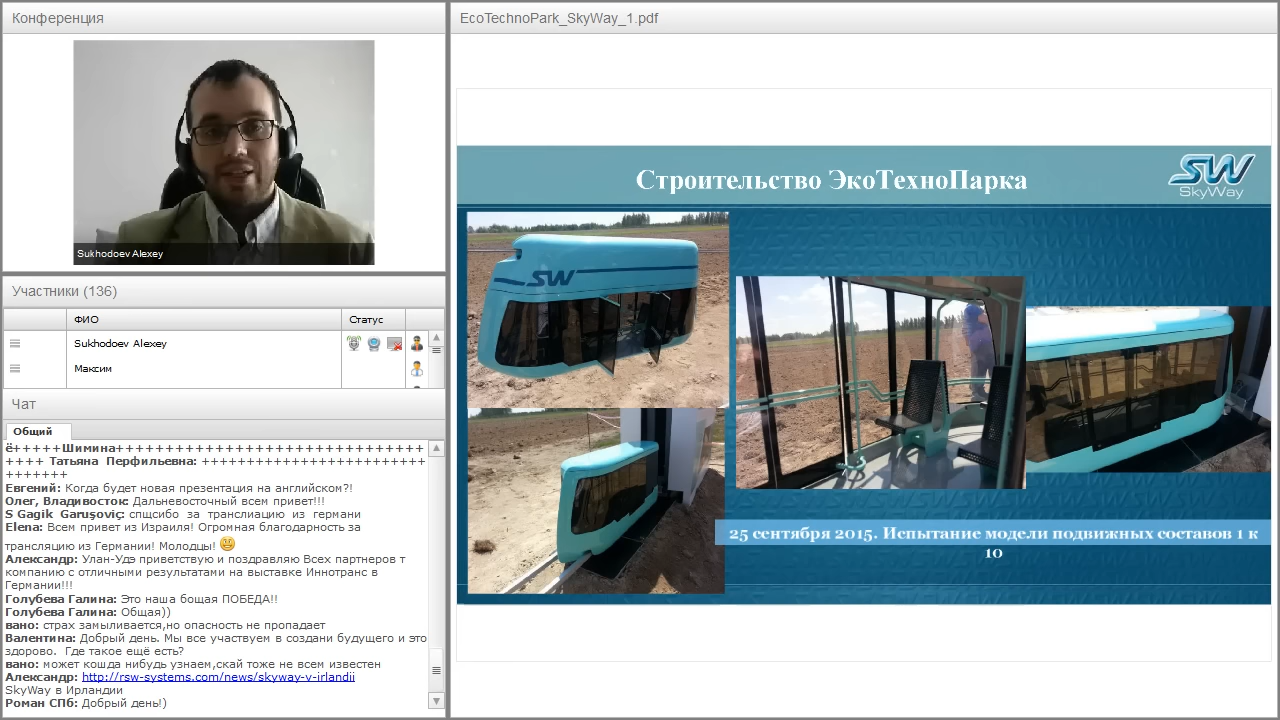 Конференция
Sukhodoev Alexey
Участники (136)
ФИО
Статус
Sukhodoev Alexey
Максим
Чат
Общий
ё+++++Шимина++++++++++++++++++++++++++++++++
++++ Татьяна Перфильевна: +++++++++++++++++++++++++
+++++++
Евгений: Когда будет новая презентация на английском?!
Олег, Владивосток: Дальневосточный всем привет!!!
S Gagik Garuşoviç: спцсибо за трнслиацию из германи
Elena: Всем привет из Израиля! Огромная благодарность за
трансляцию из Германии! Молодцы!
Александр: Улан-Удэ приветствую и поздравляю Всех партнеров т
компанию с отличными результатами на выставке Иннотранс в
Германии!!!
Голубева Галина: Это наша бощая ПОБЕДА!!
Голубева Галина: Общая))
вано: страх замыливается,но опасность не пропадает
Валентина: Добрый день. Мы все участвуем в создани будущего и это
здорово. Где такое ещё есть?
вано: может кошда нибудь узнаем,скай тоже не всем известен
Александр: http://rsw-systems.com/news/skyway-v-irlandii
SkyWay в Ирландии
Роман СПб: Добрый день!)
EcoTechnoPark_SkyWay_1.pdf
Строительство ЭкоТехноПарка
SW
SkyWay
SW
25 сентября 2015. Испытание модели подвижных составов 1 к
10